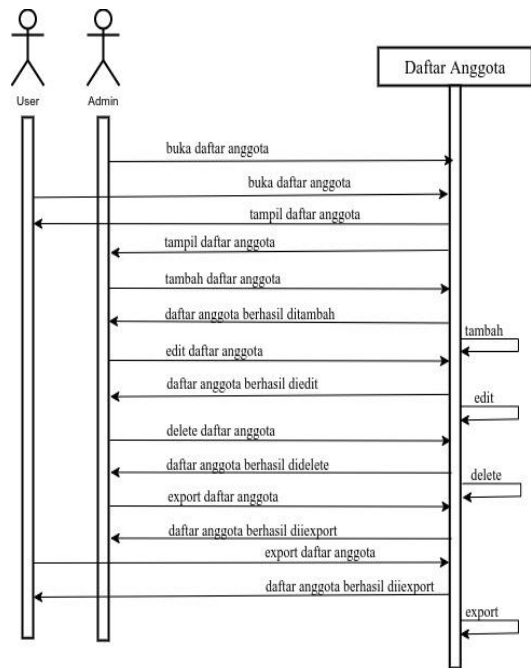 User
Admin
Daftar Anggota
buka daftar anggota
buka daftar anggota
tampil daftar anggota
tampil daftar anggota
tambah daftar anggota
daftar anggota berhasil ditambah
tambah
edit daftar anggota
daftar anggota berhasil diedit
edit
delete daftar anggota
daftar anggota berhasil didelete
delete
export daftar anggota
daftar anggota berhasil diiexport
export daftar anggota
daftar anggota berhasil diiexport
export